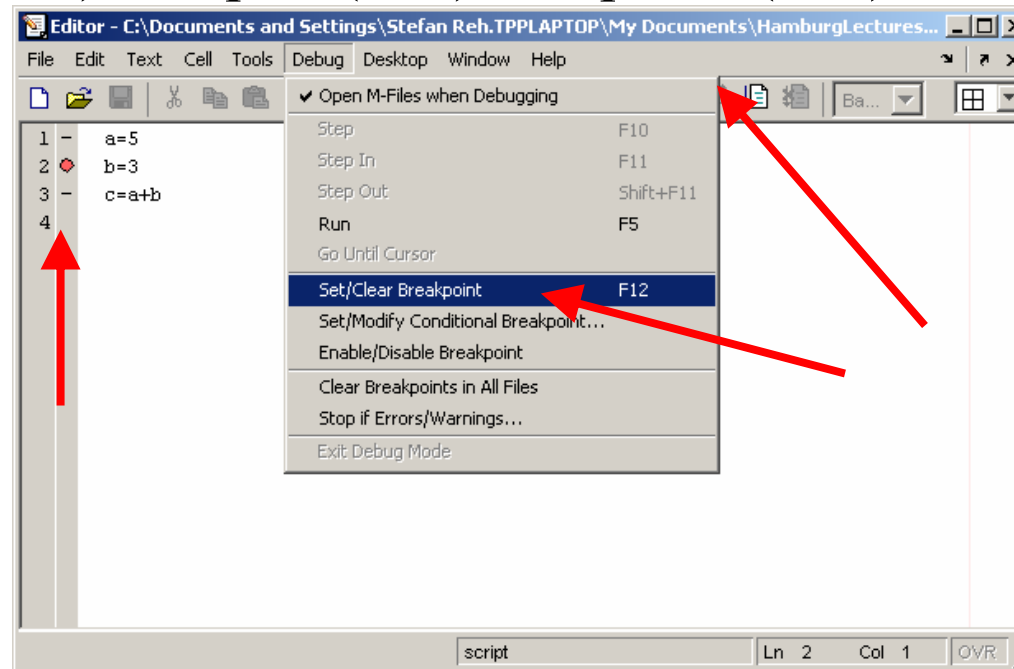 Editor - C:\Documents and Settings\Stefan Reh.TPPLAPTOP\My Documents\HamburgLectures...
File Edit Text Cell Tools Debug Desktop Window Help
Ba...
✔ Open M-Files when Debugging
Step F10
Step In F11
Step Out Shift+F11
Run F5
Go Until Cursor
Set/Clear Breakpoint F12
Set/Modify Conditional Breakpoint...
Enable/Disable Breakpoint
Clear Breakpoints in All Files
Stop if Errors/Warnings...
Exit Debug Mode
1 - a=5
2 b=3
3 - c=a+b
4
script Ln 2 Col 1 OVR